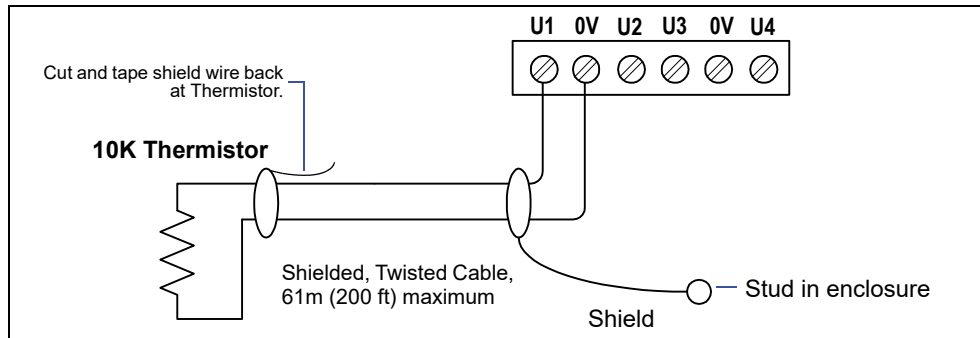 U1 0V U2 U3 0V U4
Cut and tape shield wire back
at Thermistor.
10K Thermistor
Shielded, Twisted Cable,
61m (200 ft) maximum
Stud in enclosure
Shield